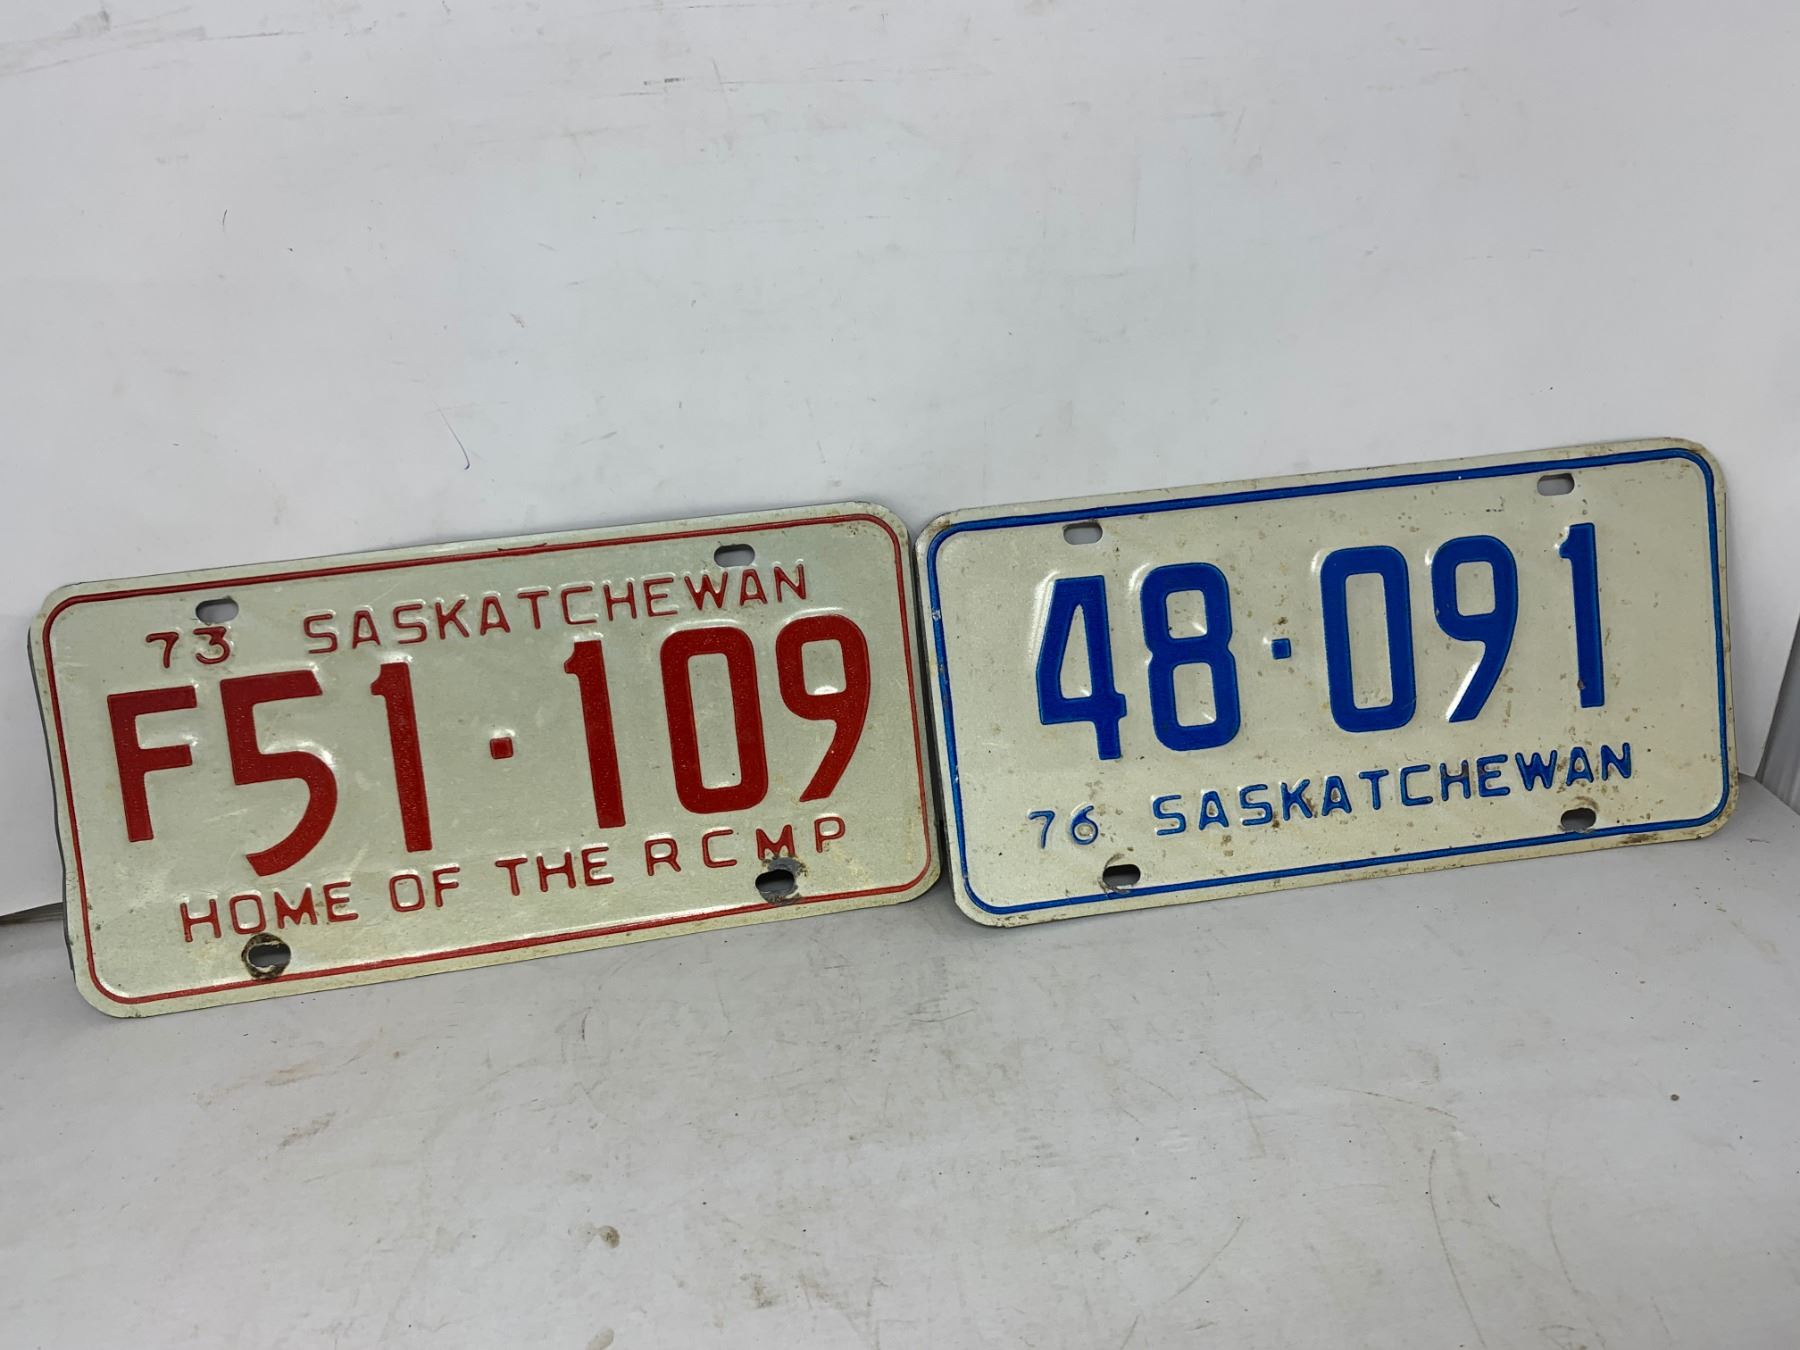 73 SASKATCHEWAN
F51·109
HOME OF THE RCMP
48·091
76 SASKATCHEWAN